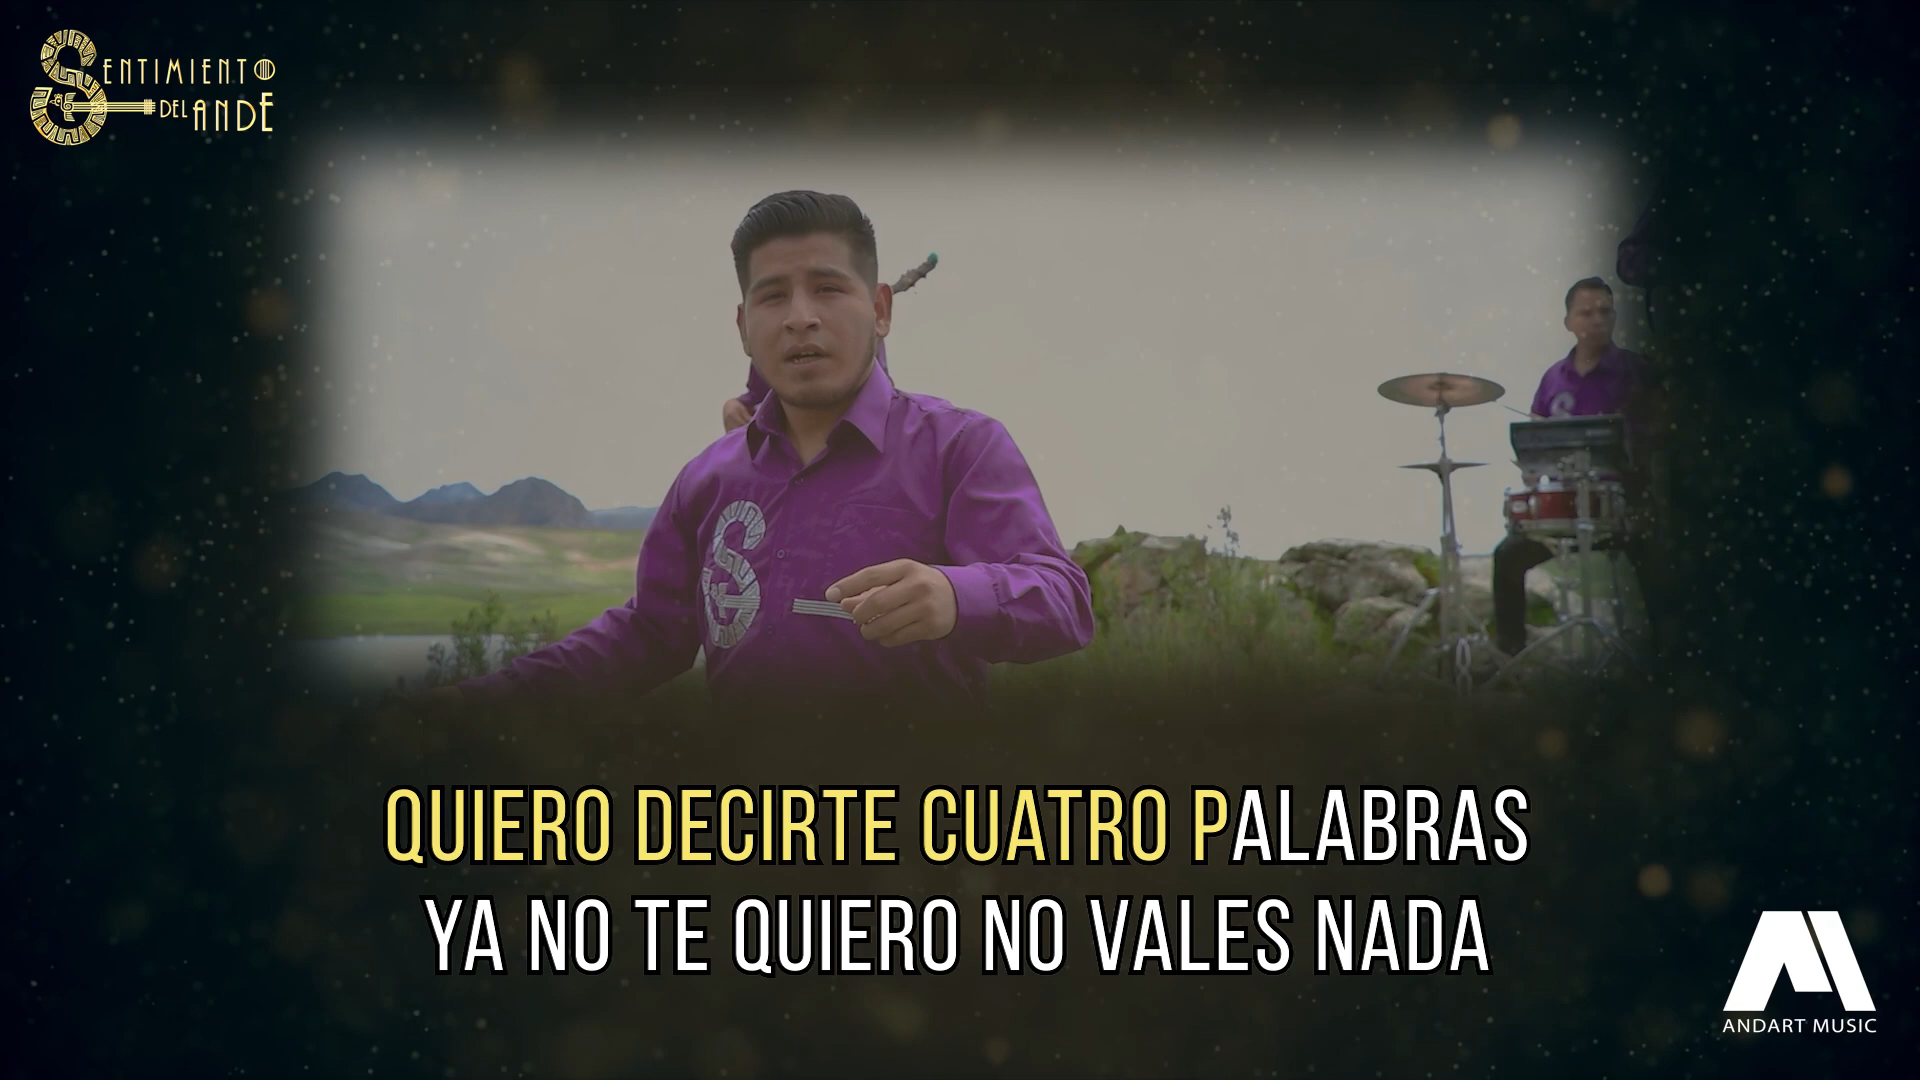 SENTIMIENTO
DEL ANDE
QUIERO DECIRTE CUATRO PALABRAS
YA NO TE QUIERO NO VALES NADA
ANDART MUSIC